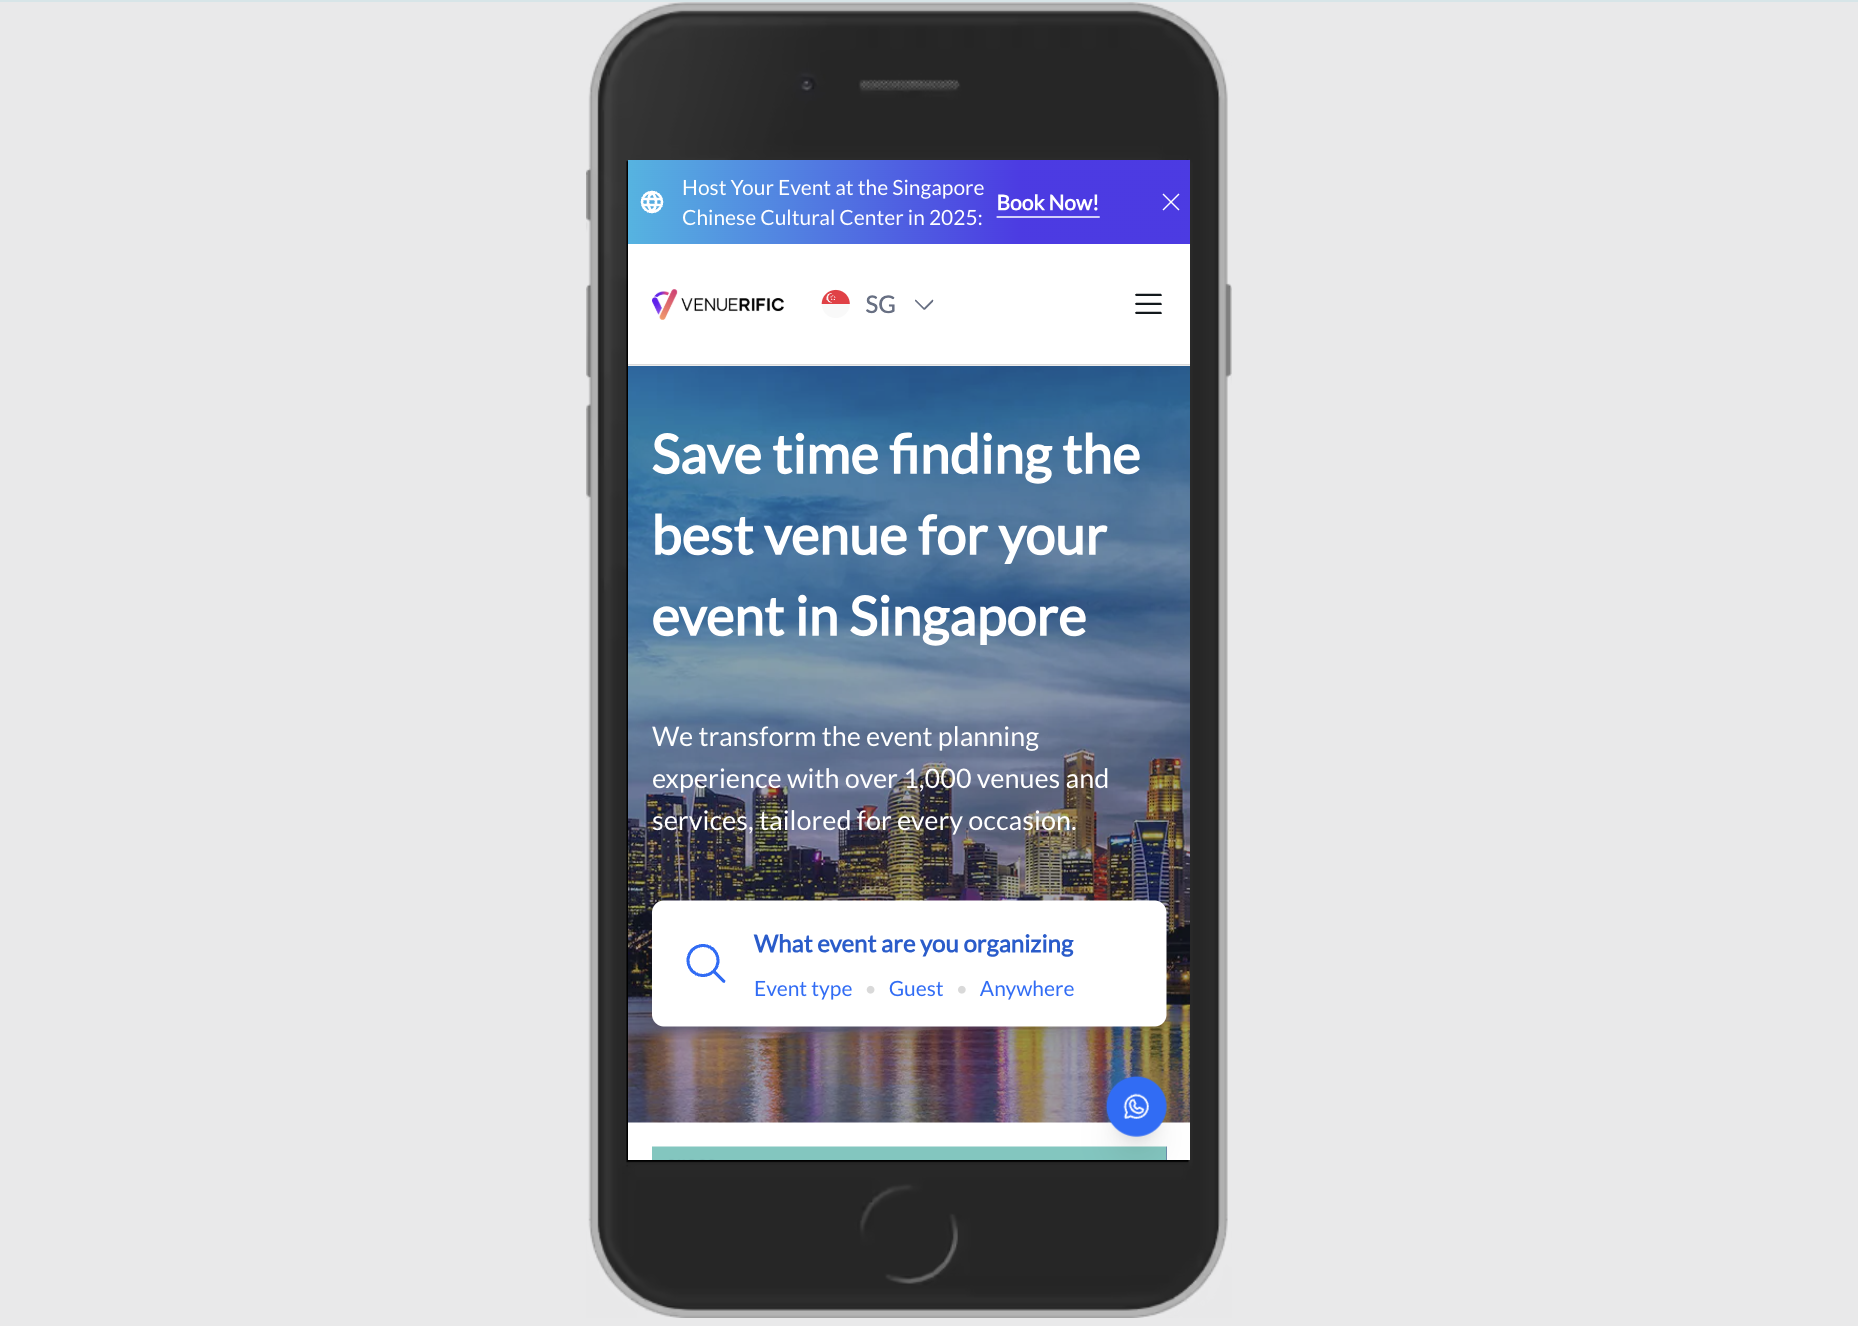 Host Your Event at the Singapore
Chinese Cultural Center in 2025:
Book Now!
VENUERIFIC
SG
Save time finding the
best venue for your
event in Singapore
We transform the event planning
experience with over 1,000 venues and
services, tailored for every occasion.
What event are you organizing
Event type • Guest • Anywhere